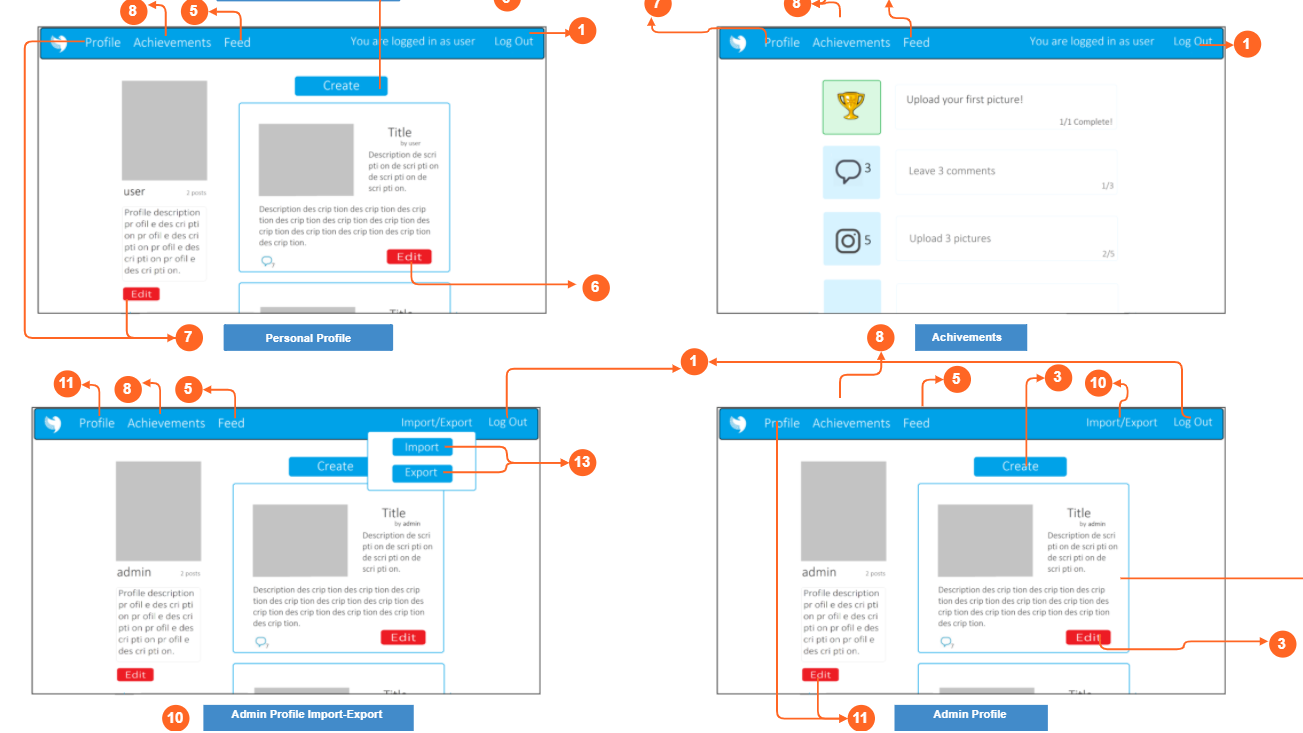 8
5
6
7
8
Profile Achievements Feed You are logged in as user Log Out
1
Create
Title
by user
Description de scri
pti on de scri pti on
de scri pti on de
scri pti on.
user 2 posts
Profile description
pr ofil e des cri pti
on pr ofil e des cri
pti on pr ofil e des
cri pti on pr ofil e
des cri pti on.
Edit
Description des crip tion des crip tion des crip
tion des crip tion des crip tion des crip tion des
crip tion des crip tion des crip tion des crip tion
des crip tion.
7
Edit
6
Title
7
Personal Profile
Profile Achievements Feed You are logged in as user Log Out
1
Upload your first picture!
1/1 Complete!
3
Leave 3 comments
1/3
5
Upload 3 pictures
2/5
8
Achivements
11
8
5
1
Profile Achievements Feed Import/Export Log Out
Import
Export
13
Create
Title
by admin
Description de scri
pti on de scri pti on
de scri pti on de
scri pti on.
admin 2 posts
Profile description
pr ofil e des cri pti
on pr ofil e des cri
pti on pr ofil e des
cri pti on pr ofil e
des cri pti on.
Edit
Description des crip tion des crip tion des crip
tion des crip tion des crip tion des crip tion des
crip tion des crip tion des crip tion des crip tion
des crip tion.
7
Edit
Title
10
Admin Profile Import-Export
5
3
10
Profile Achievements Feed Import/Export Log Out
Create
Title
by admin
Description de scri
pti on de scri pti on
de scri pti on de
scri pti on.
admin 2 posts
Profile description
pr ofil e des cri pti
on pr ofil e des cri
pti on pr ofil e des
cri pti on pr ofil e
des cri pti on.
Edit
Description des crip tion des crip tion des crip
tion des crip tion des crip tion des crip tion des
crip tion des crip tion des crip tion des crip tion
des crip tion.
7
Edit
3
Title
11
Admin Profile